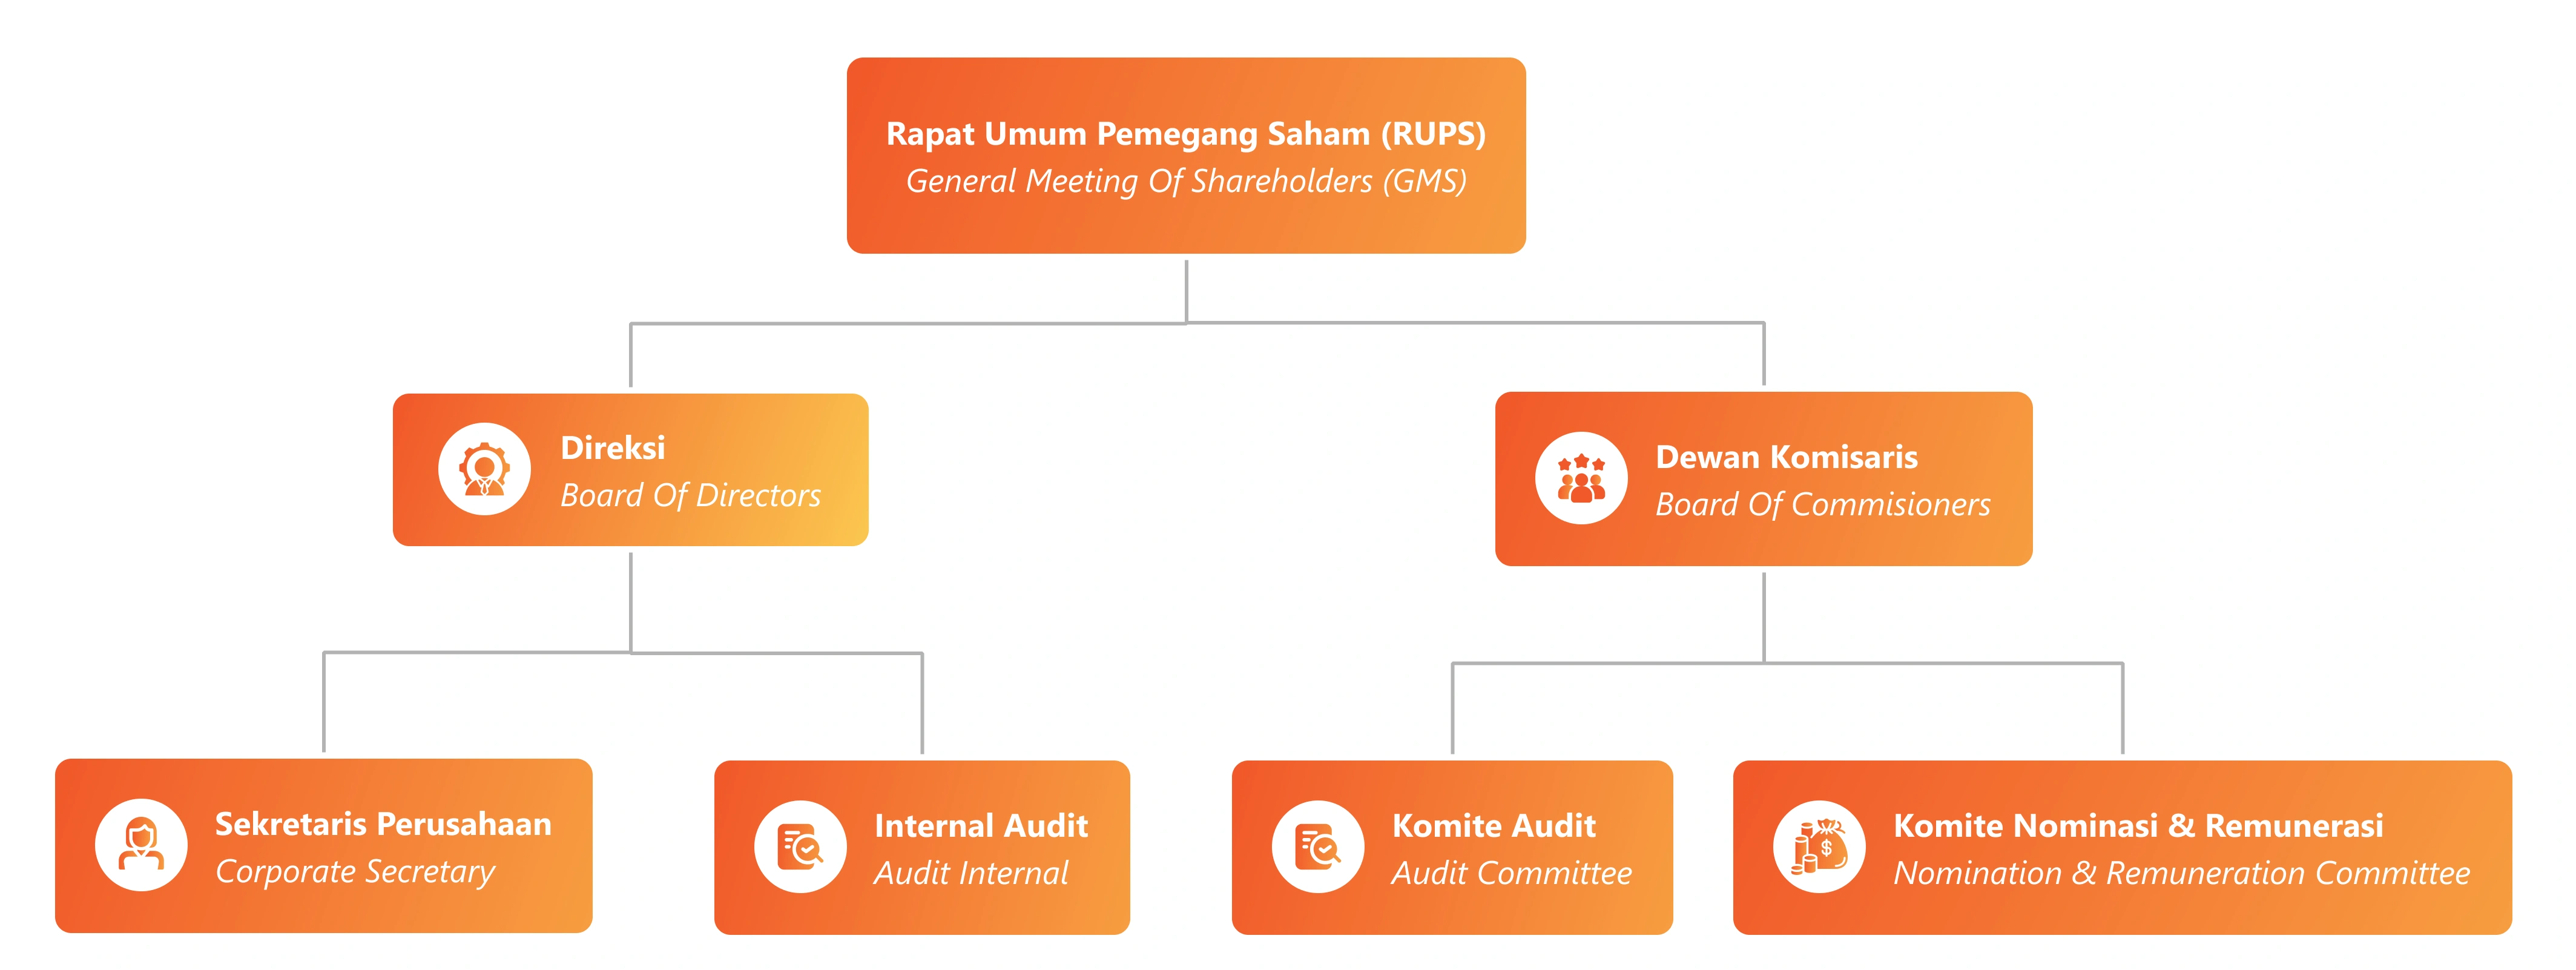 Rapat Umum Pemegang Saham (RUPS)
General Meeting Of Shareholders (GMS)
Direksi
Board Of Directors
Dewan Komisaris
Board Of Commisioners
Sekretaris Perusahaan
Corporate Secretary
Internal Audit
Audit Internal
Komite Audit
Audit Committee
Komite Nominasi & Remunerasi
Nomination & Remuneration Committee